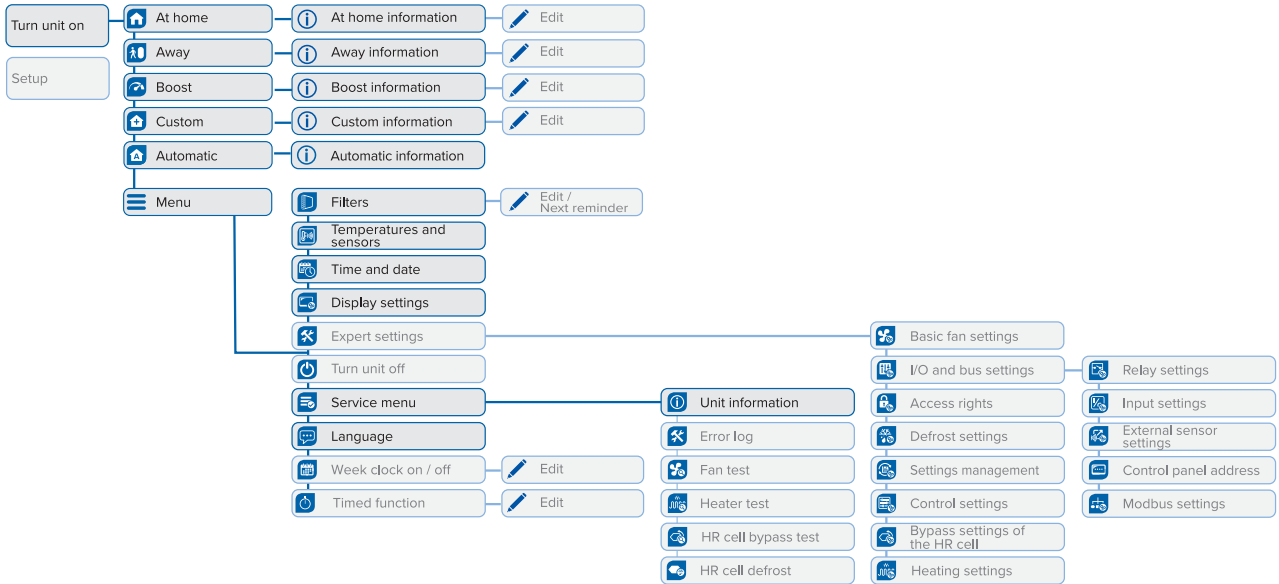 Turn unit on
At home
At home information
Edit
Away
Away information
Edit
Setup
Boost
Boost information
Edit
Custom
Custom information
Edit
Automatic
Automatic information
Menu
Filters
Edit /
Next reminder
Temperatures and
sensors
Time and date
Display settings
Expert settings
Basic fan settings
Turn unit off
I/O and bus settings
Relay settings
Service menu
Unit information
Access rights
Input settings
Language
Error log
Defrost settings
External sensor
settings
Week clock on / off
Edit
Fan test
Settings management
Control panel address
Timed function
Edit
Heater test
Control settings
Modbus settings
HR cell bypass test
Bypass settings of
the HR cell
HR cell defrost
Heating settings